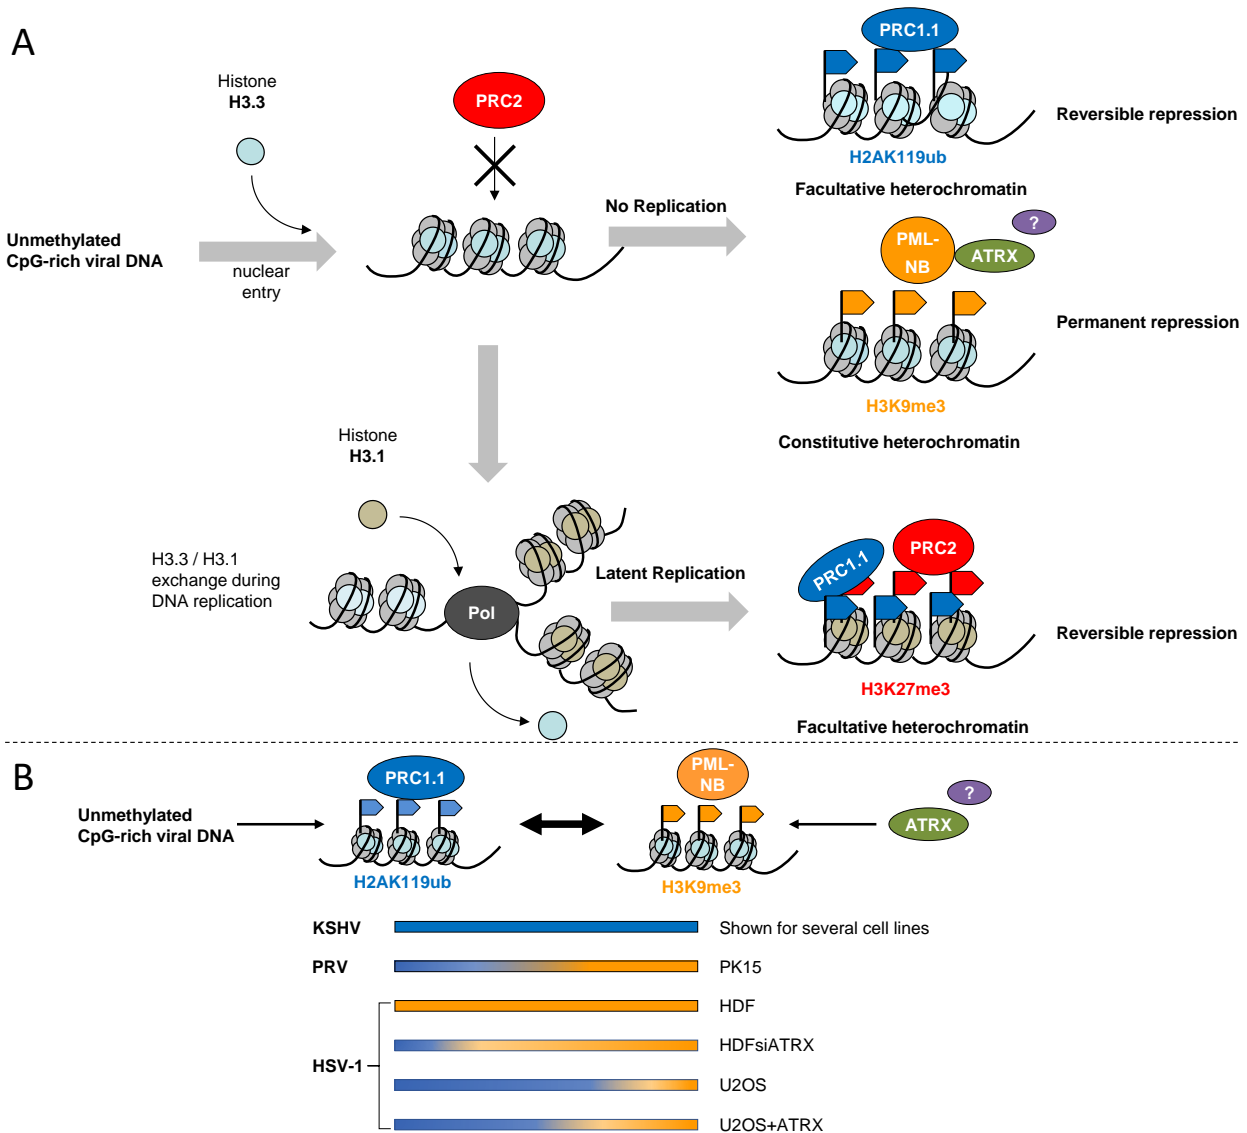 A
Histone
H3.3
PRC2
PRC1.1
H2AK119ub
Reversible repression
Facultative heterochromatin
Unmethylated
CpG-rich viral DNA
nuclear
entry
No Replication
PML-
NB
ATRX
?
H3K9me3
Permanent repression
Constitutive heterochromatin
Histone
H3.1
H3.3 / H3.1
exchange during
DNA replication
Pol
Latent Replication
PRC1.1
PRC2
H3K27me3
Reversible repression
Facultative heterochromatin
B
Unmethylated
CpG-rich viral DNA
PRC1.1
H2AK119ub
PML-
NB
H3K9me3
?
ATRX
KSHV
Shown for several cell lines
PRV
PK15
HSV-1
HDF
HDFsiATRX
U2OS
U2OS+ATRX